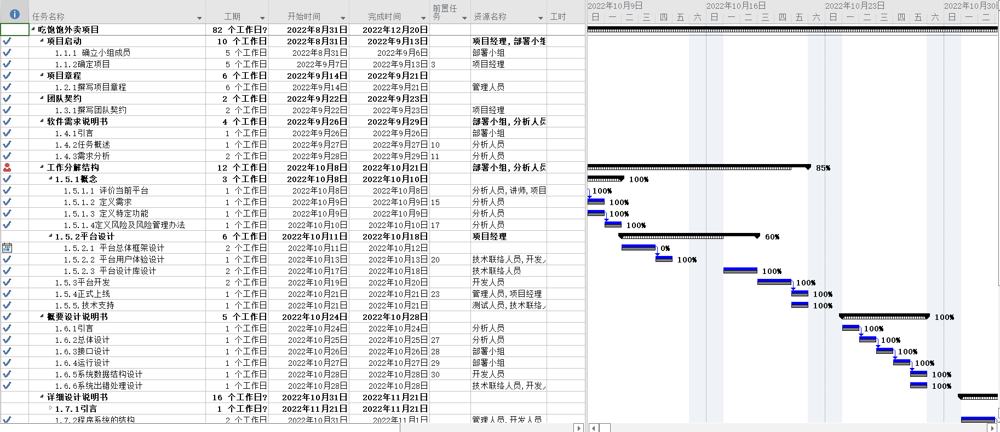 2022年10月9日 2022年10月16日 2022年10月23日 2022年10月30
任务名称 工期 开始时间 完成时间 前置任务 资源名称 工时 日 一 二 三 四 五 六 日 一 二 三 四 五 六 日 一 二 三 四 五 六 日 一 二
吃饱饱外卖项目 82 个工作日? 2022年8月31日 2022年12月20日
项目启动 10 个工作日 2022年8月31日 2022年9月13日 项目经理,部署小组
1.1.1 确立小组成员 5 个工作日 2022年8月31日 2022年9月6日 部署小组
1.1.2确定项目 5 个工作日 2022年9月7日 2022年9月13日 3 项目经理
项目章程 6 个工作日 2022年9月14日 2022年9月21日
1.2.1撰写项目章程 6 个工作日 2022年9月14日 2022年9月21日 管理人员
团队契约 2 个工作日 2022年9月22日 2022年9月23日
1.3.1撰写团队契约 2 个工作日 2022年9月22日 2022年9月23日 项目经理
软件需求说明书 4 个工作日 2022年9月26日 2022年9月29日 部署小组,分析人员
1.4.1引言 1 个工作日 2022年9月26日 2022年9月26日 部署小组
1.4.2任务概述 1 个工作日 2022年9月27日 2022年9月27日 10 分析人员
1.4.3需求分析 2 个工作日 2022年9月28日 2022年9月29日 11 分析人员
工作分解结构 12 个工作日 2022年10月8日 2022年10月21日 部署小组,分析人员 85%
1.5.1概念 3 个工作日 2022年10月8日 2022年10月10日 100%
1.5.1.1 评价当前平台 1 个工作日 2022年10月8日 2022年10月8日 分析人员,讲师,项目 100%
1.5.1.2 定义需求 1 个工作日 2022年10月9日 2022年10月9日 15 分析人员 100%
1.5.1.3 定义特定功能 1 个工作日 2022年10月9日 2022年10月9日 分析人员 100%
1.5.1.4定义风险及风险管理办法 1 个工作日 2022年10月10日 2022年10月10日 17 分析人员 100%
1.5.2平台设计 6 个工作日 2022年10月11日 2022年10月18日 项目经理 60%
1.5.2.1 平台总体框架设计 2 个工作日 2022年10月11日 2022年10月12日 0%
1.5.2.2 平台用户体验设计 1 个工作日 2022年10月13日 2022年10月13日 20 技术联络人员,开发人 100%
1.5.2.3 平台设计库设计 2 个工作日 2022年10月17日 2022年10月18日 技术联络人员 100%
1.5.3平台开发 2 个工作日 2022年10月19日 2022年10月20日 开发人员 100%
1.5.4正式上线 1 个工作日 2022年10月21日 2022年10月21日 23 管理人员,项目经理 100%
1.5.5.技术支持 1 个工作日 2022年10月21日 2022年10月21日 测试人员,技术联络人 100%
概要设计说明书 5 个工作日 2022年10月24日 2022年10月28日 100%
1.6.1引言 1 个工作日 2022年10月24日 2022年10月24日 分析人员 100%
1.6.2总体设计 1 个工作日 2022年10月25日 2022年10月25日 27 分析人员 100%
1.6.3接口设计 1 个工作日 2022年10月26日 2022年10月26日 28 部署小组 100%
1.6.4运行设计 1 个工作日 2022年10月27日 2022年10月27日 29 部署小组 100%
1.6.5系统数据结构设计 1 个工作日 2022年10月28日 2022年10月28日 30 开发人员 100%
1.6.6系统出错处理设计 1 个工作日 2022年10月28日 2022年10月28日 技术联络人员,开发人 100%
详细设计说明书 16 个工作日? 2022年10月31日 2022年11月21日
1.7.1引言 1 个工作日? 2022年11月21日 2022年11月21日
1.7.2程序系统的结构 2 个工作日 2022年10月31日 2022年11月1日 管理人员,开发人员